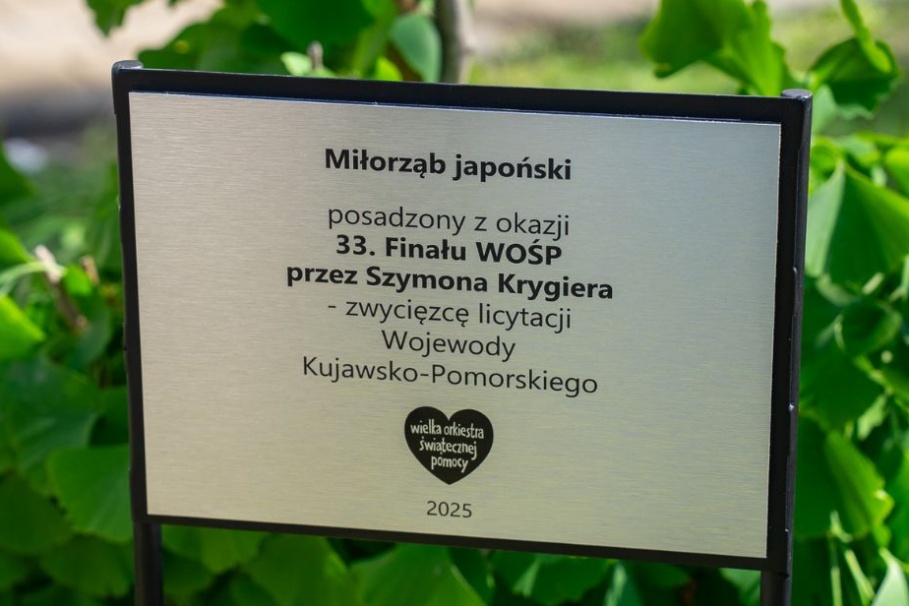 Miłorząb japoński
posadzony z okazji
33. Finału WOŚP
przez Szymona Krygiera
- zwycięzcę licytacji
Wojewody
Kujawsko-Pomorskiego
wielka orkiestra
świątecznej
pomocy
2025